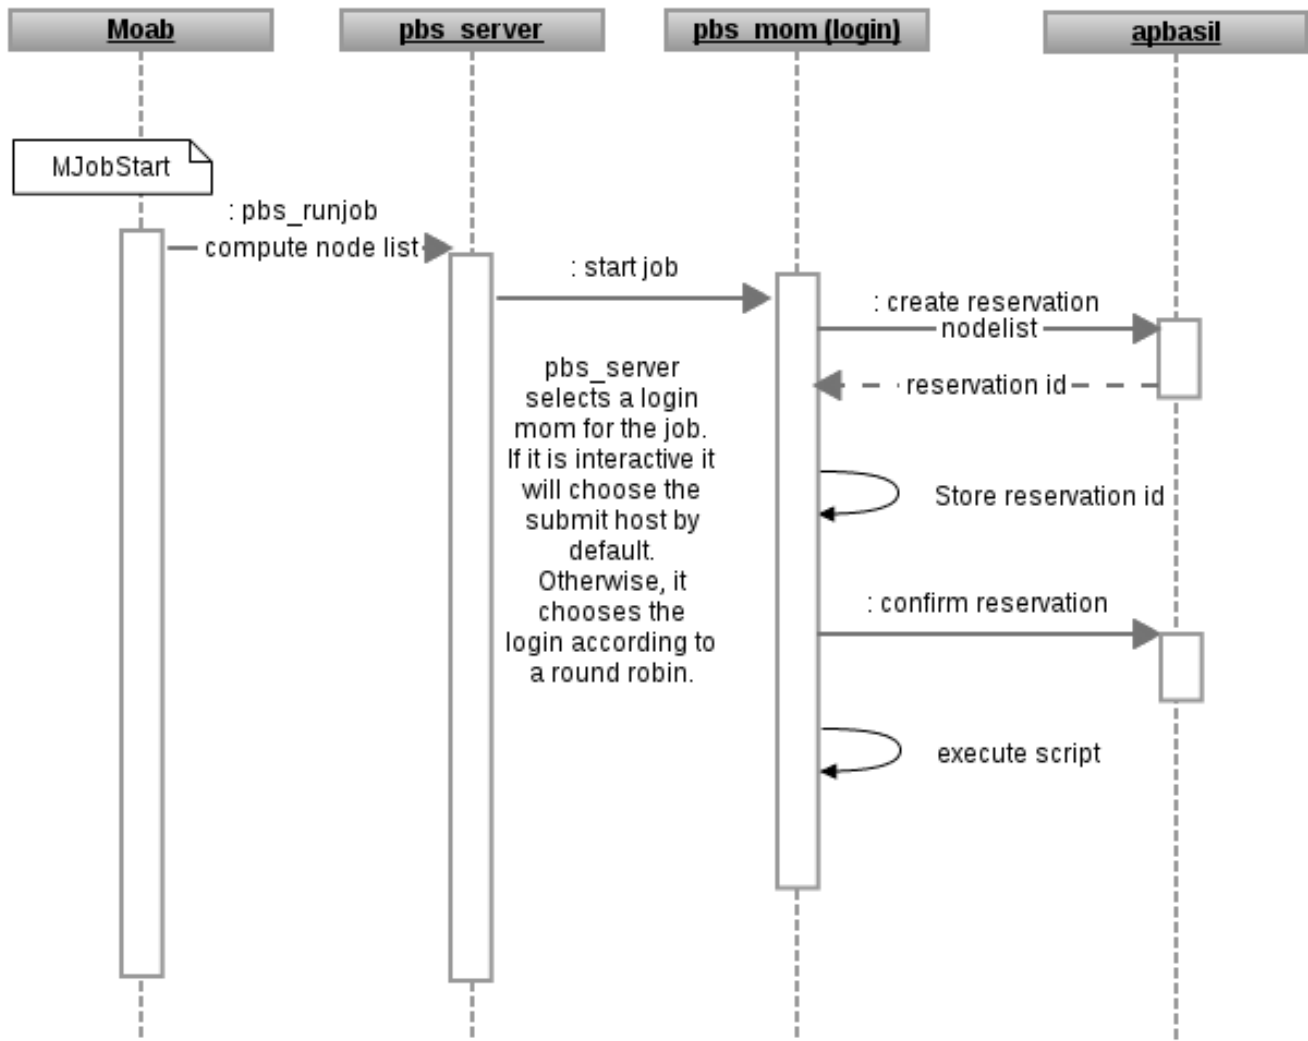 Moab
pbs_server
pbs_mom (login)
apbasil
MJobStart
: pbs_runjob
compute node list
: start job
: create reservation
nodelist
reservation id
pbs_server
selects a login
mom for the job.
If it is interactive it
will choose the
submit host by
default.
Otherwise, it
chooses the
login according to
a round robin.
Store reservation id
: confirm reservation
execute script